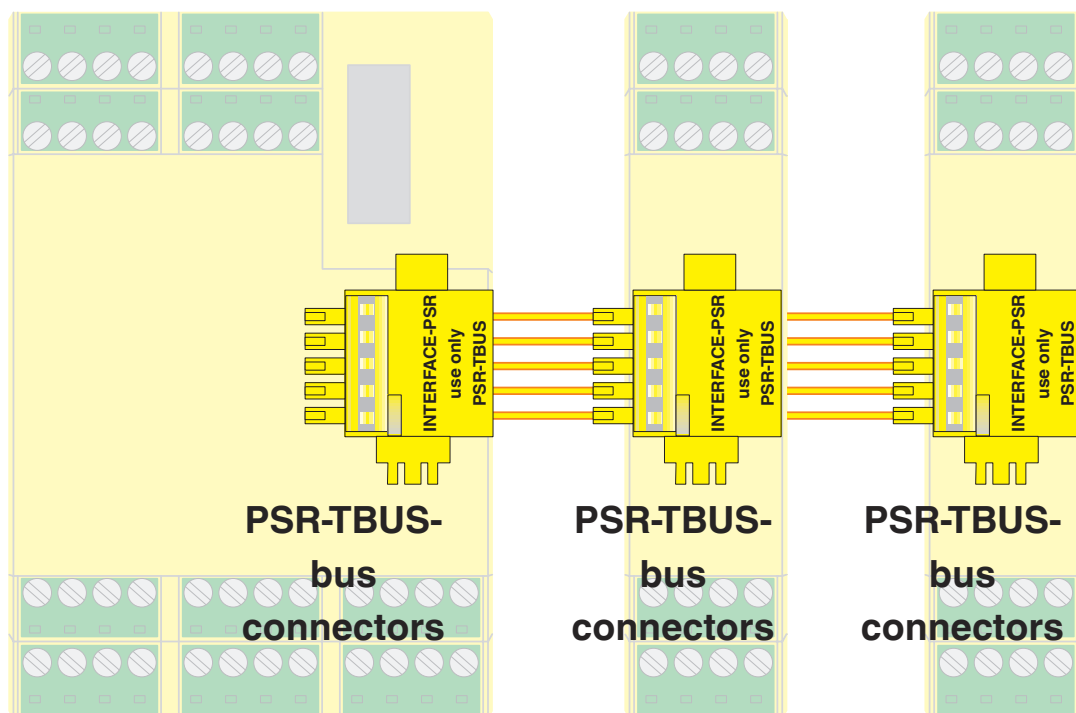 INTERFACE-PSR
use only
PSR-TBUS
INTERFACE-PSR
use only
PSR-TBUS
INTERFACE-PSR
use only
PSR-TBUS
PSR-TBUS-
bus
connectors
PSR-TBUS-
bus
connectors
PSR-TBUS-
bus
connectors